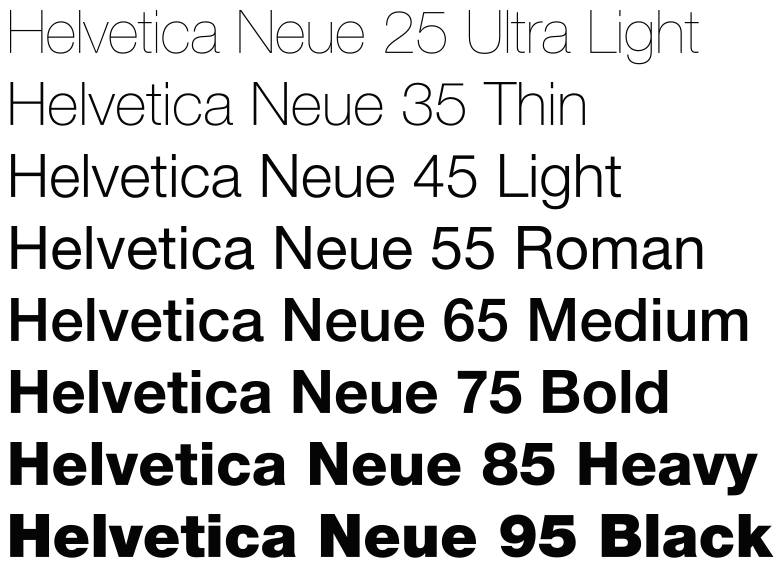 Helvetica Neue 25 Ultra Light
Helvetica Neue 35 Thin
Helvetica Neue 45 Light
Helvetica Neue 55 Roman
Helvetica Neue 65 Medium
Helvetica Neue 75 Bold
Helvetica Neue 85 Heavy
Helvetica Neue 95 Black